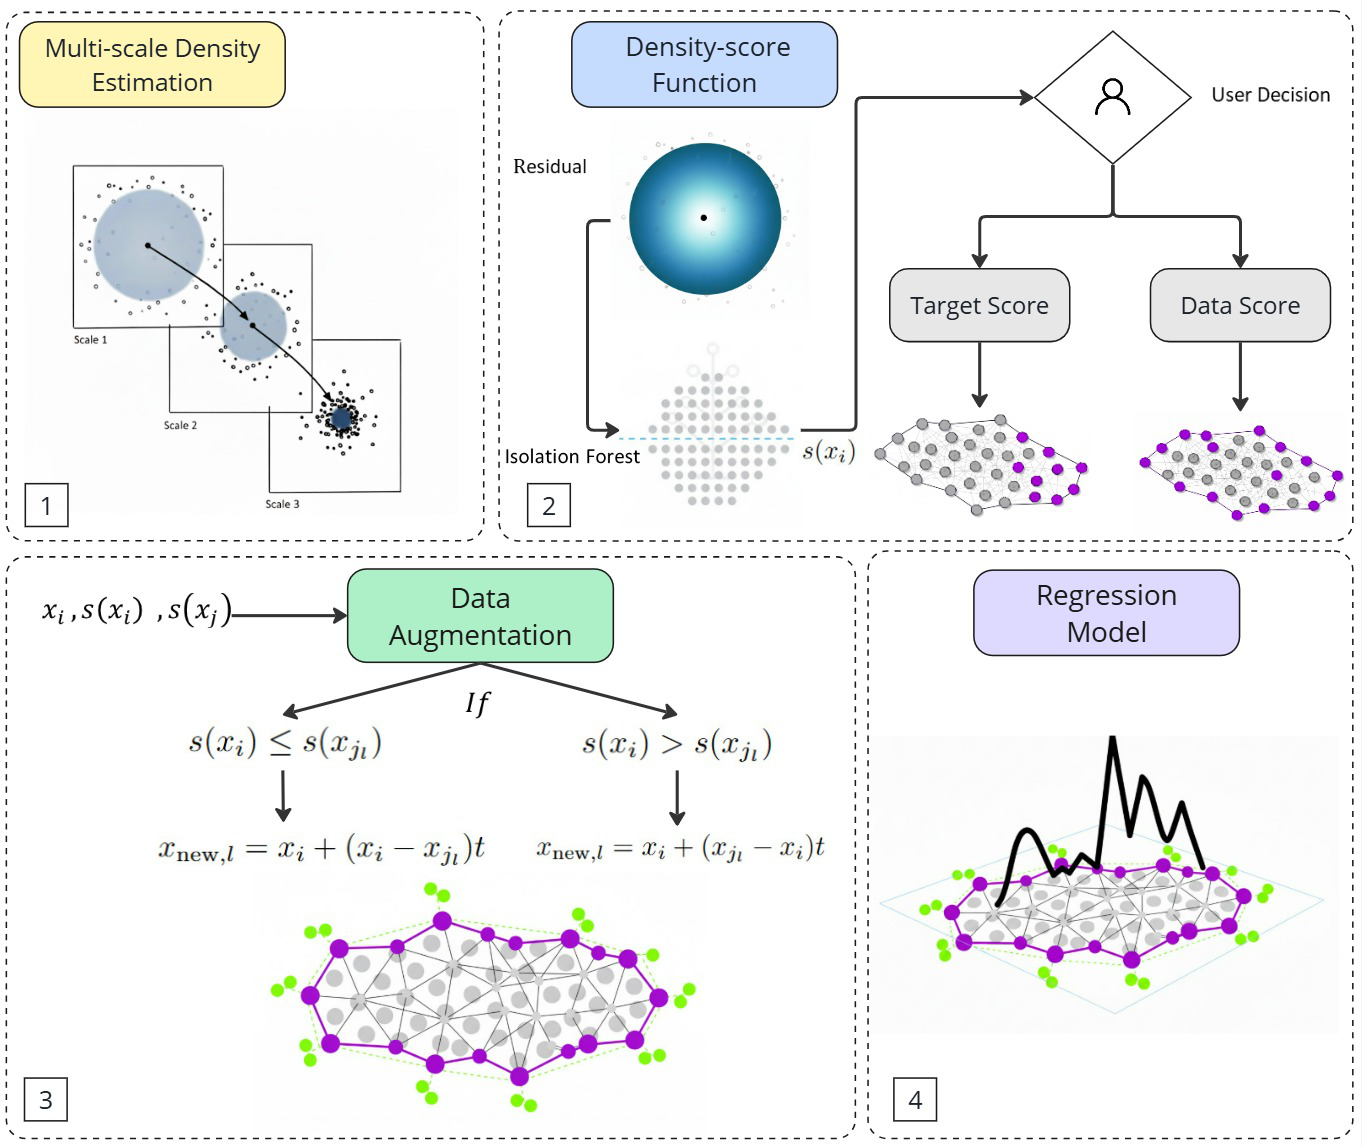 Multi-scale Density
Estimation
Scale 1
Scale 2
Scale 3
1
Density-score
Function
Residual
Isolation Forest
s(x_i)
User Decision
Target Score
Data Score
2
x_i , s(x_i) , s(x_j)
Data
Augmentation
If
s(x_i) ≤ s(x_{j_l})
s(x_i) > s(x_{j_l})
x_{new,l} = x_i + (x_i − x_{j_l})t
x_{new,l} = x_i + (x_{j_l} − x_i)t
3
Regression
Model
4